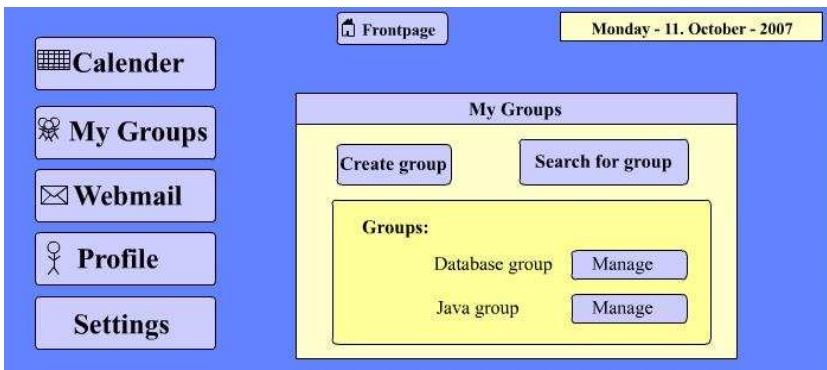 Frontpage
Monday - 11. October - 2007
Calender
My Groups
Webmail
Profile
Settings
My Groups
Create group
Search for group
Groups:
Database group Manage
Java group Manage